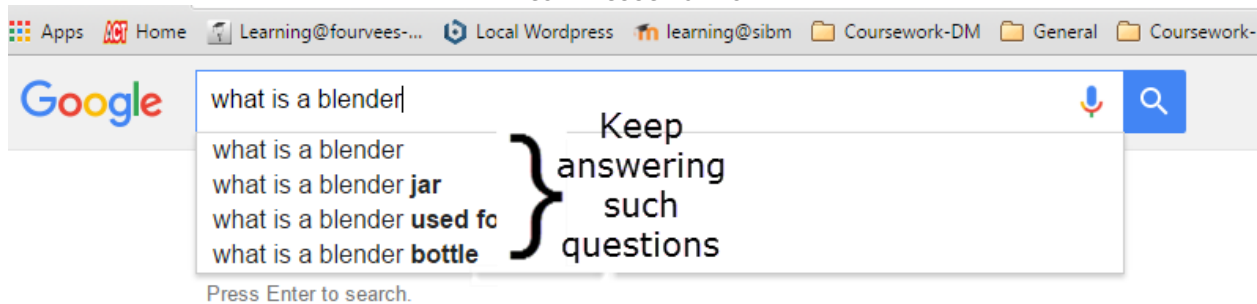 Apps Home Learning@fourvees-... Local Wordpress learning@sibm Coursework-DM General Coursework-
Google what is a blender
what is a blender
what is a blender jar
what is a blender used fo
what is a blender bottle
Keep
answering
such
questions
Press Enter to search.